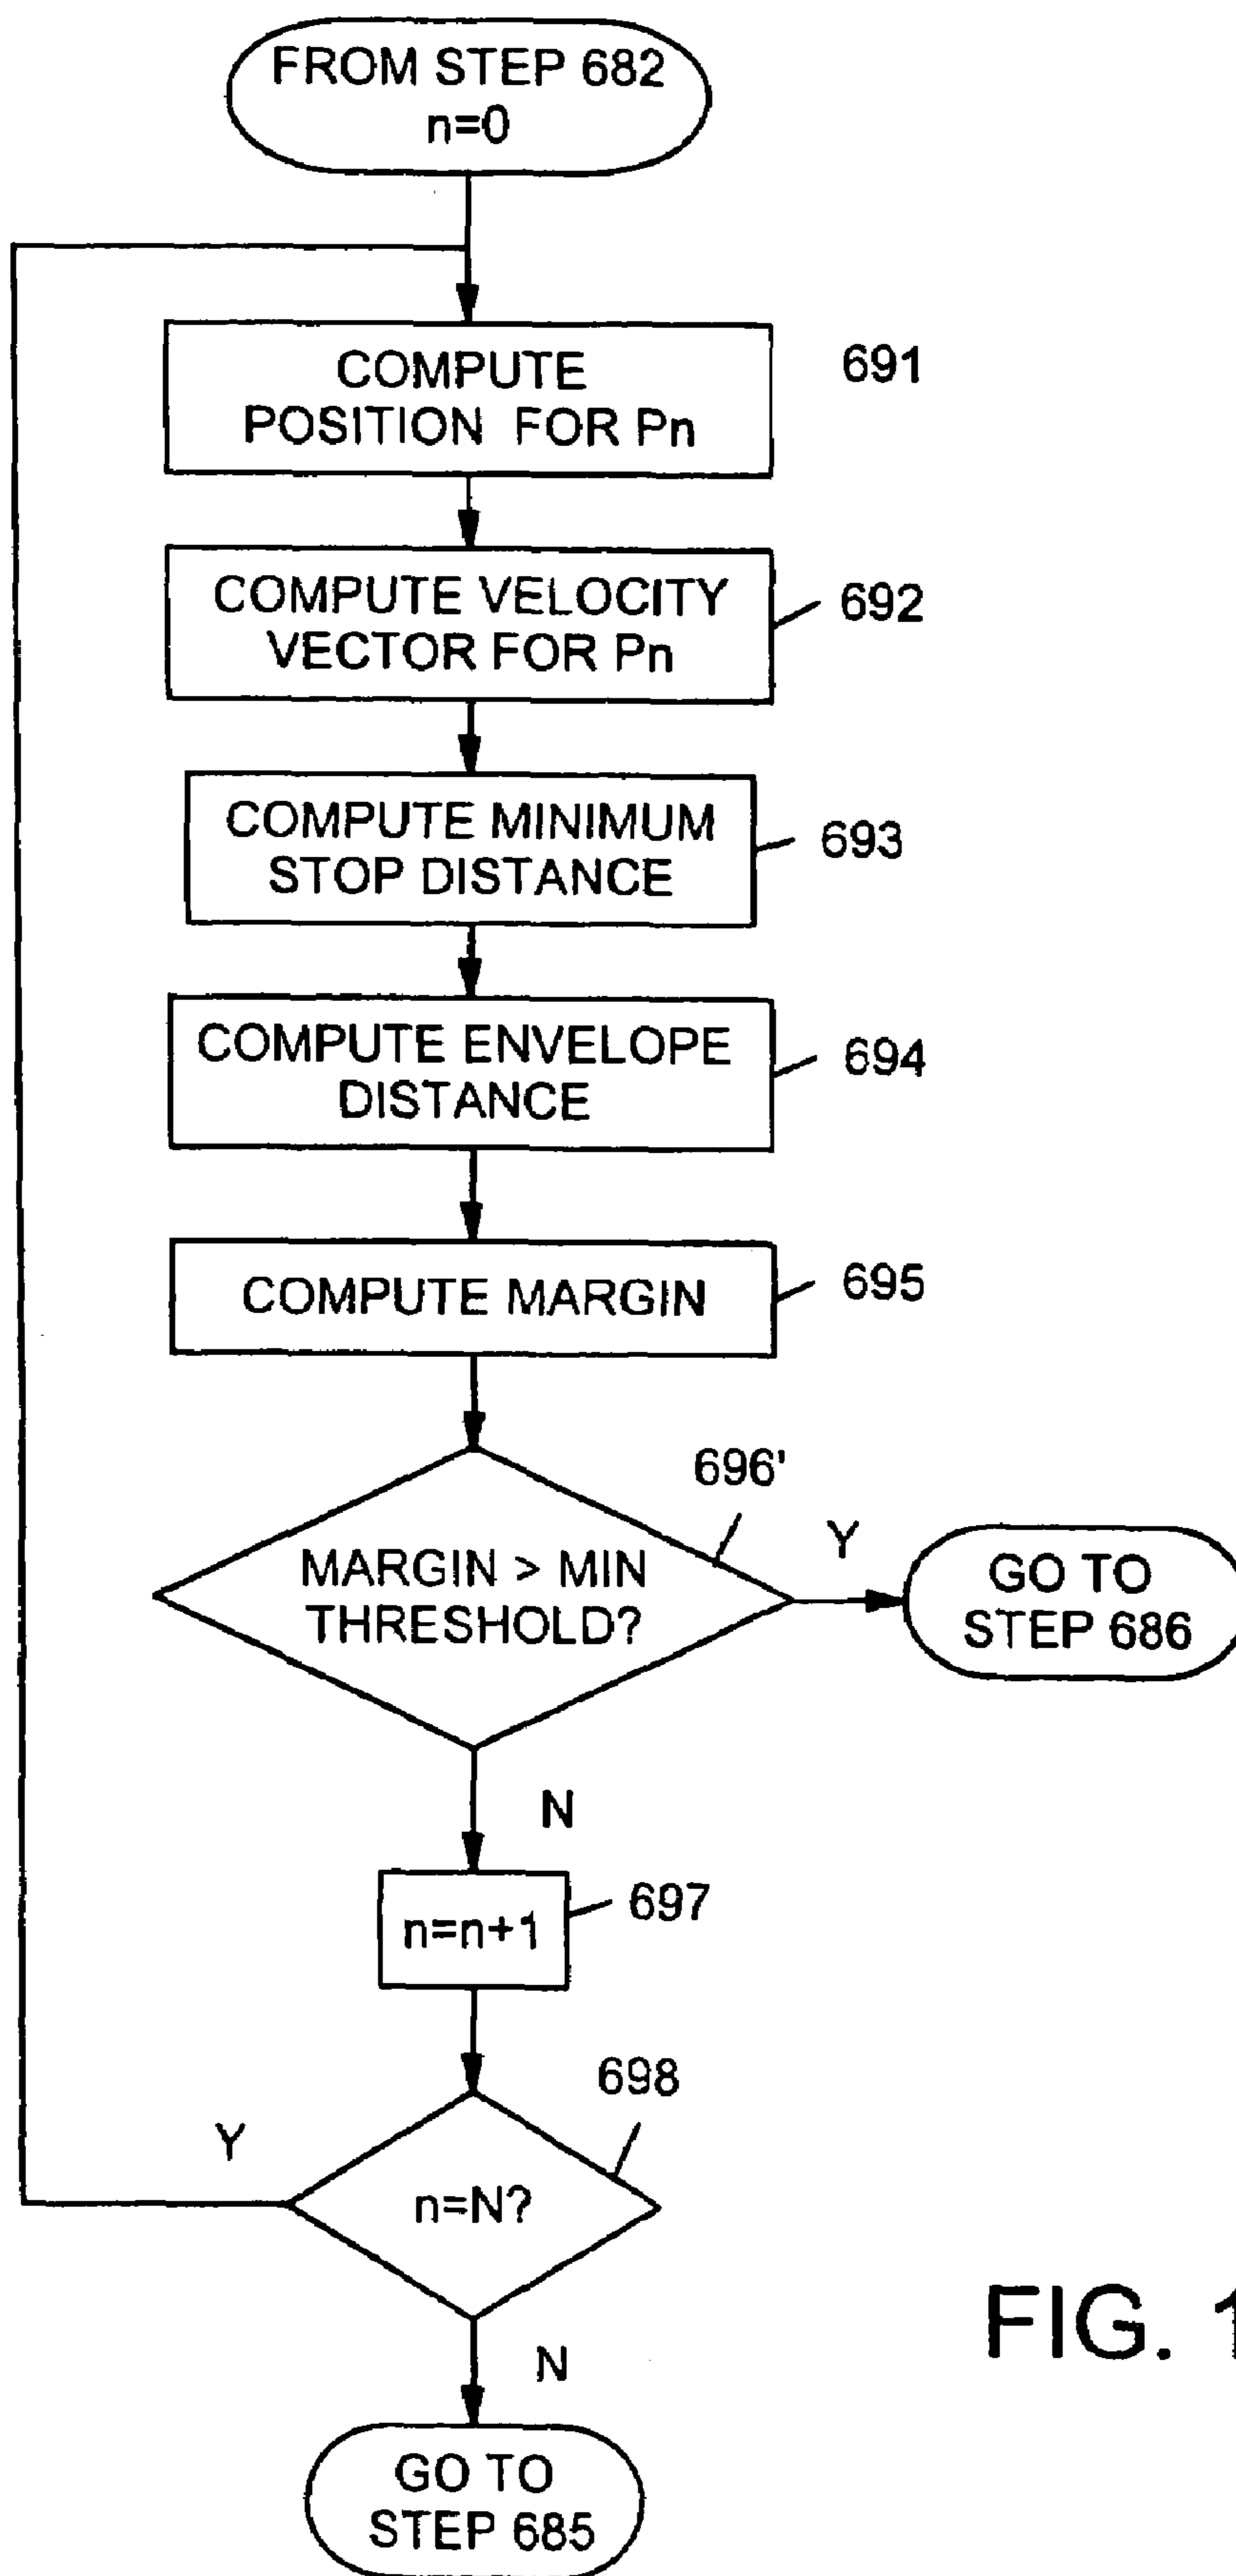 FROM STEP 682
n=0
COMPUTE
POSITION FOR Pn
691
COMPUTE VELOCITY
VECTOR FOR Pn
692
COMPUTE MINIMUM
STOP DISTANCE
693
COMPUTE ENVELOPE
DISTANCE
694
COMPUTE MARGIN
695
696'
MARGIN > MIN
THRESHOLD?
Y
GO TO
STEP 686
N
n=n+1
697
698
Y
n=N?
N
GO TO
STEP 685
FIG. 1